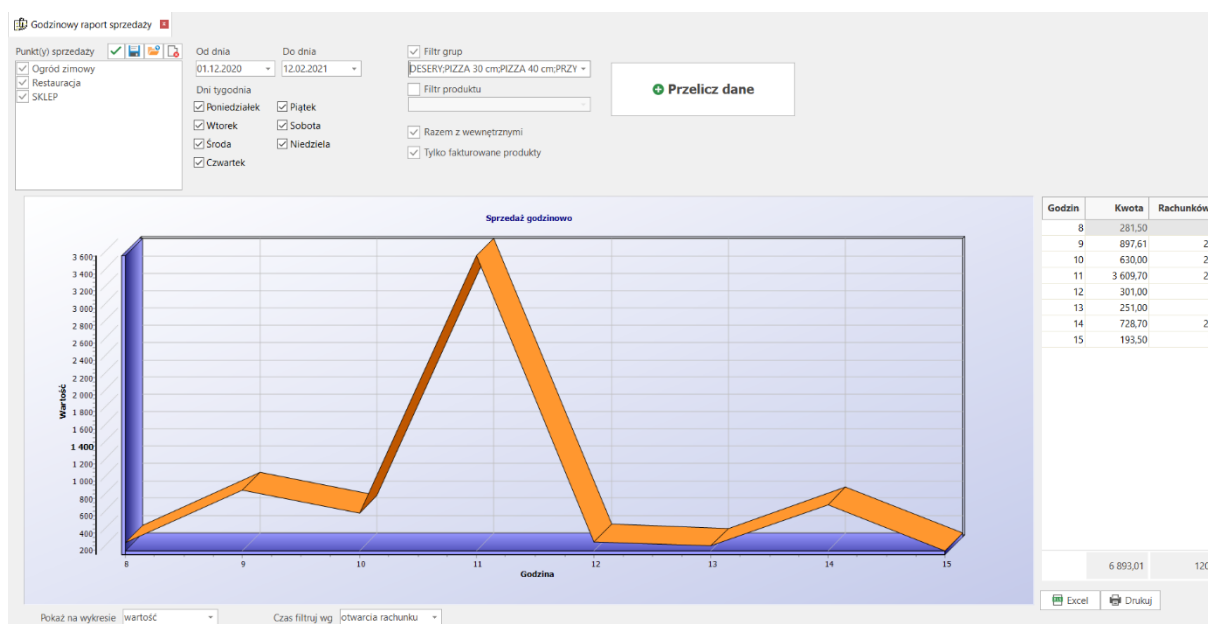 Godzinowy raport sprzedaży
Punkt(y) sprzedaży
Ogród zimowy
Restauracja
SKLEP
Od dnia
Do dnia
01.12.2020
12.02.2021
Dni tygodnia
Poniedziałek
Piątek
Wtorek
Sobota
Środa
Niedziela
Czwartek
Filtr grup
DESERY;PIZZA 30 cm;PIZZA 40 cm;PRZY
Filtr produktu
Razem z wewnętrznymi
Tylko fakturowane produkty
Przelicz dane
Sprzedaż godzinowo
Wartość
3 600
3 400
3 200
3 000
2 800
2 600
2 400
2 200
2 000
1 800
1 600
1 400
1 200
1 000
800
600
400
200
8 9 10 11 12 13 14 15
Godzina
Godzin Kwota Rachunków
8 281,50
9 897,61 2
10 630,00 2
11 3 609,70 2
12 301,00
13 251,00
14 728,70 2
15 193,50
6 893,01 120
Excel Drukuj
Pokaż na wykresie wartość Czas filtruj wg otwarcia rachunku